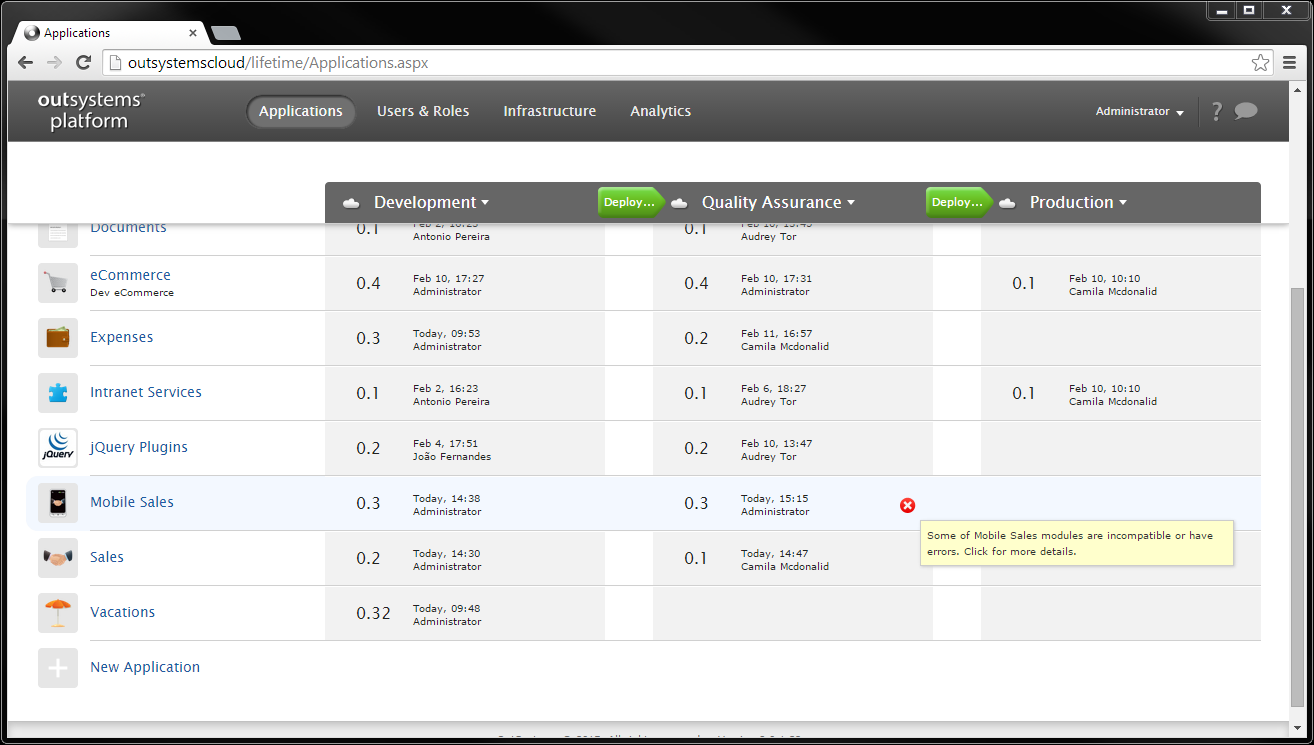 Applications
outsystemscloud/lifetime/Applications.aspx
outsystems®
platform
Applications Users & Roles Infrastructure Analytics Administrator ?
Development Deploy... Quality Assurance Deploy... Production
Documents 0.1 Antonio Pereira 0.1 Audrey Tor
eCommerce
Dev eCommerce
0.4 Feb 10, 17:27
Administrator
0.4 Feb 10, 17:31
Administrator
0.1 Feb 10, 10:10
Camila Mcdonalid
Expenses
0.3 Today, 09:53
Administrator
0.2 Feb 11, 16:57
Camila Mcdonalid
Intranet Services
0.1 Feb 2, 16:23
Antonio Pereira
0.1 Feb 6, 18:27
Audrey Tor
0.1 Feb 10, 10:10
Camila Mcdonalid
jQuery
jQuery Plugins
0.2 Feb 4, 17:51
João Fernandes
0.2 Feb 10, 13:47
Audrey Tor
Mobile Sales
0.3 Today, 14:38
Administrator
0.3 Today, 15:15
Administrator
Some of Mobile Sales modules are incompatible or have
errors. Click for more details.
Sales
0.2 Today, 14:30
Administrator
0.1 Today, 14:47
Camila Mcdonalid
Vacations
0.32 Today, 09:48
Administrator
New Application